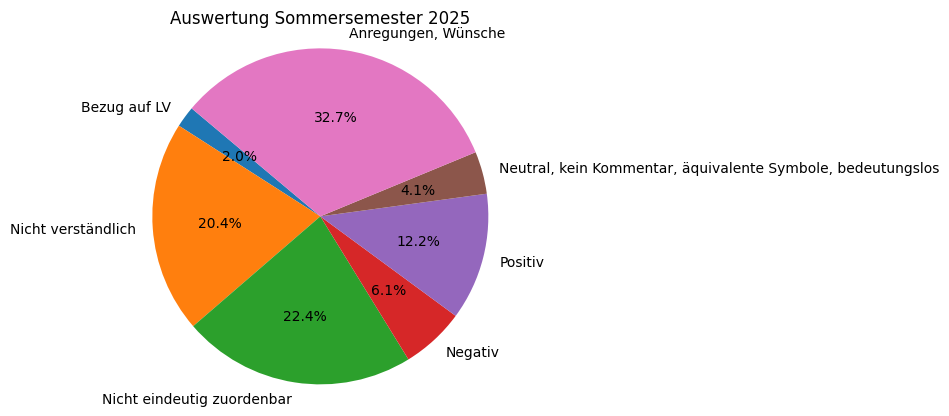 Auswertung Sommersemester 2025
Anregungen, Wünsche
Bezug auf LV
32.7%
2.0%
Neutral, kein Kommentar, äquivalente Symbole, bedeutungslos
4.1%
20.4%
Nicht verständlich
12.2%
Positiv
6.1%
22.4%
Negativ
Nicht eindeutig zuordenbar